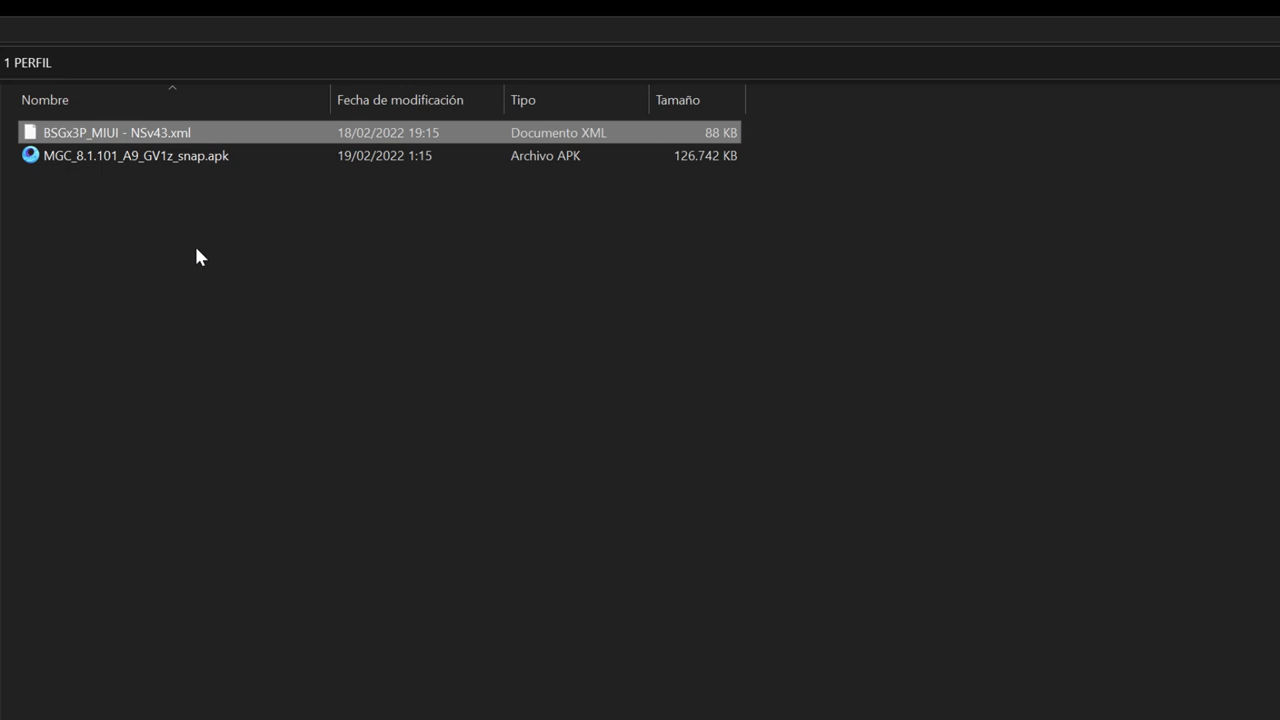 1 PERFIL
Nombre Fecha de modificación Tipo Tamaño
BSGx3P_MIUI - NSv43.xml 18/02/2022 19:15 Documento XML 88 KB
MGC_8.1.101_A9_GV1z_snap.apk 19/02/2022 1:15 Archivo APK 126.742 KB